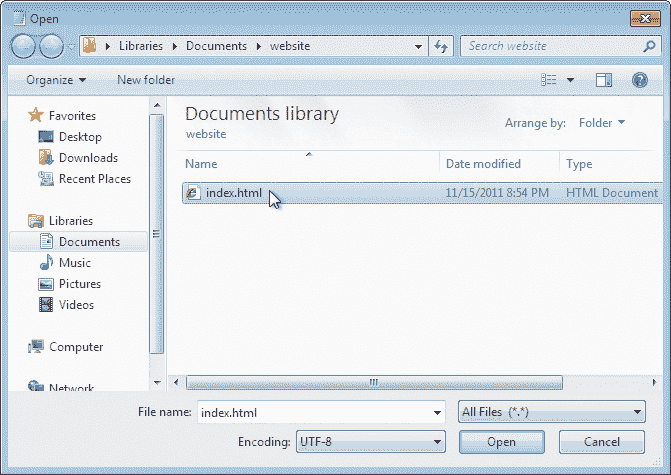 Open
Libraries Documents website Search website
Organize New folder
Favorites
Desktop
Downloads
Recent Places
Libraries
Documents
Music
Pictures
Videos
Computer
Network
Documents library
website
Arrange by: Folder
Name Date modified Type
index.html 11/15/2011 8:54 PM HTML Document
File name: index.html All Files (*.*)
Encoding: UTF-8 Open Cancel